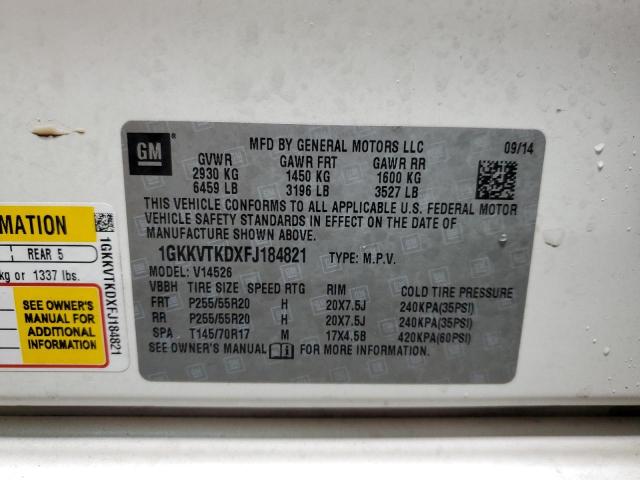 GM
MFD BY GENERAL MOTORS LLC 09/14
GVWR GAWR FRT GAWR RR
2930 KG 1450 KG 1600 KG
6459 LB 3196 LB 3527 LB
THIS VEHICLE CONFORMS TO ALL APPLICABLE U.S. FEDERAL MOTOR
VEHICLE SAFETY STANDARDS IN EFFECT ON THE DATE OF
MANUFACTURE SHOWN ABOVE.
1GKKVTKDXFJ184821 TYPE: M.P.V.
MODEL: V14526
VBBH TIRE SIZE SPEED RTG RIM COLD TIRE PRESSURE
FRT P255/55R20 H 20X7.5J 240KPA(35PSI)
RR P255/55R20 H 20X7.5J 240KPA(35PSI)
SPA T145/70R17 M 17X4.5B 420KPA(60PSI)
SEE OWNER'S MANUAL FOR MORE INFORMATION.
MATION
REAR 5
kg or 1337 lbs.
SEE OWNER'S
MANUAL FOR
ADDITIONAL
INFORMATION
1GKKVTKDXFJ184821